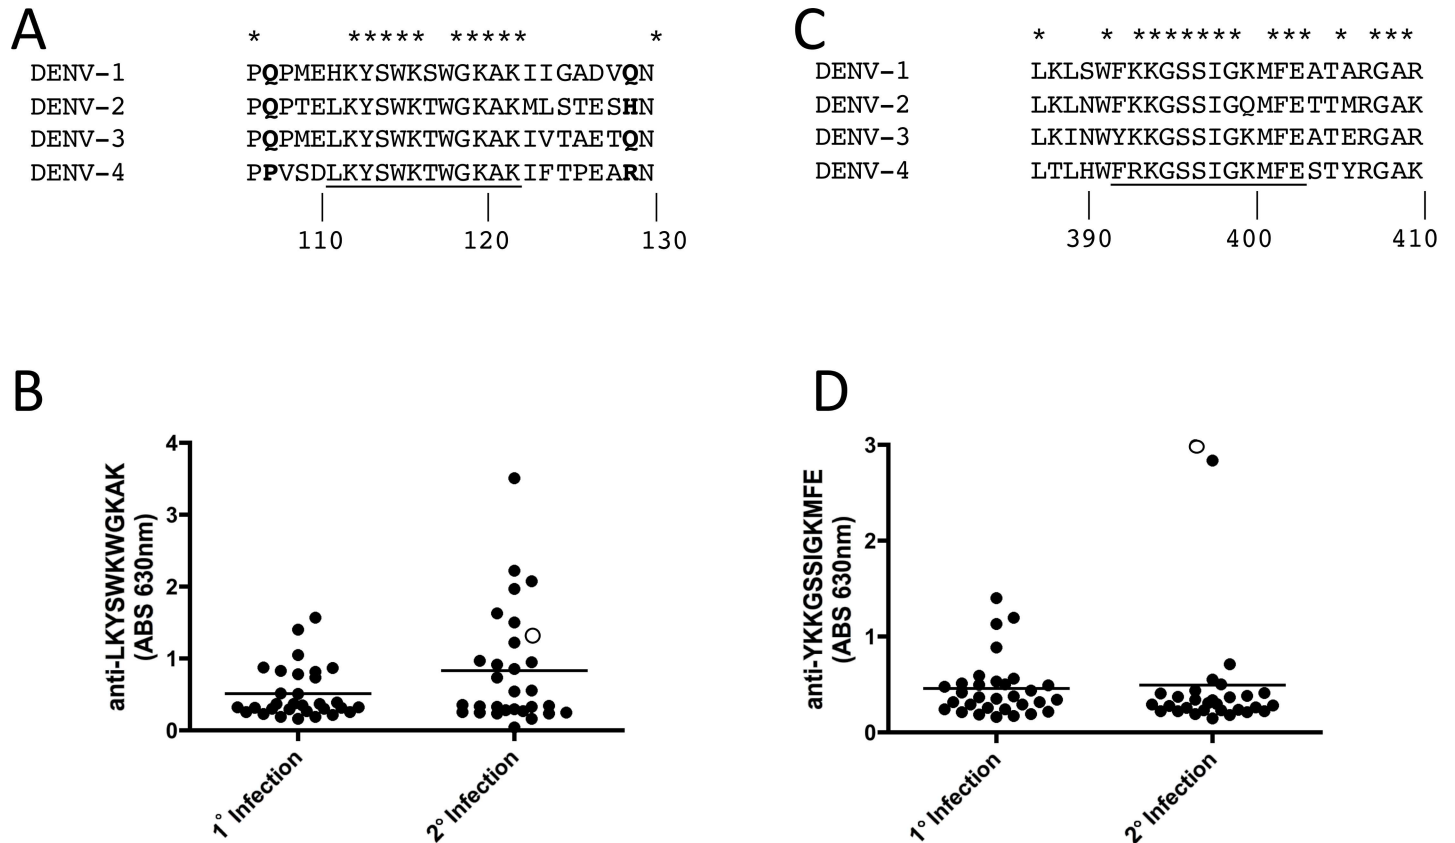 A
* ***** ***** *
DENV-1 PQPMEHKYSWKSWGKAKIIGADVQN
DENV-2 PQPTELKYSWKTWGKAKMLSTESHN
DENV-3 PQPMELKYSWKTWGKAKIVTAETQN
DENV-4 PPVSDLKYSWKTWGKAKIFTPEARN
110 120 130
C
* * ******* *** * ***
DENV-1 LKLSWFKKGSSIGKMFEATARGAR
DENV-2 LKLNWFKKGSSIGQMFETTMRGAK
DENV-3 LKINWYKKGSSIGKMFEATERGAR
DENV-4 LTLHWFRKGSSIGKMFESTYRGAK
390 400 410
B
anti-LKYSWKWGKAK
(ABS 630nm)
4
3
2
1
0
1° Infection
2° Infection
D
anti-YKKGSSIGKMFE
(ABS 630nm)
3
2
1
0
1° Infection
2° Infection